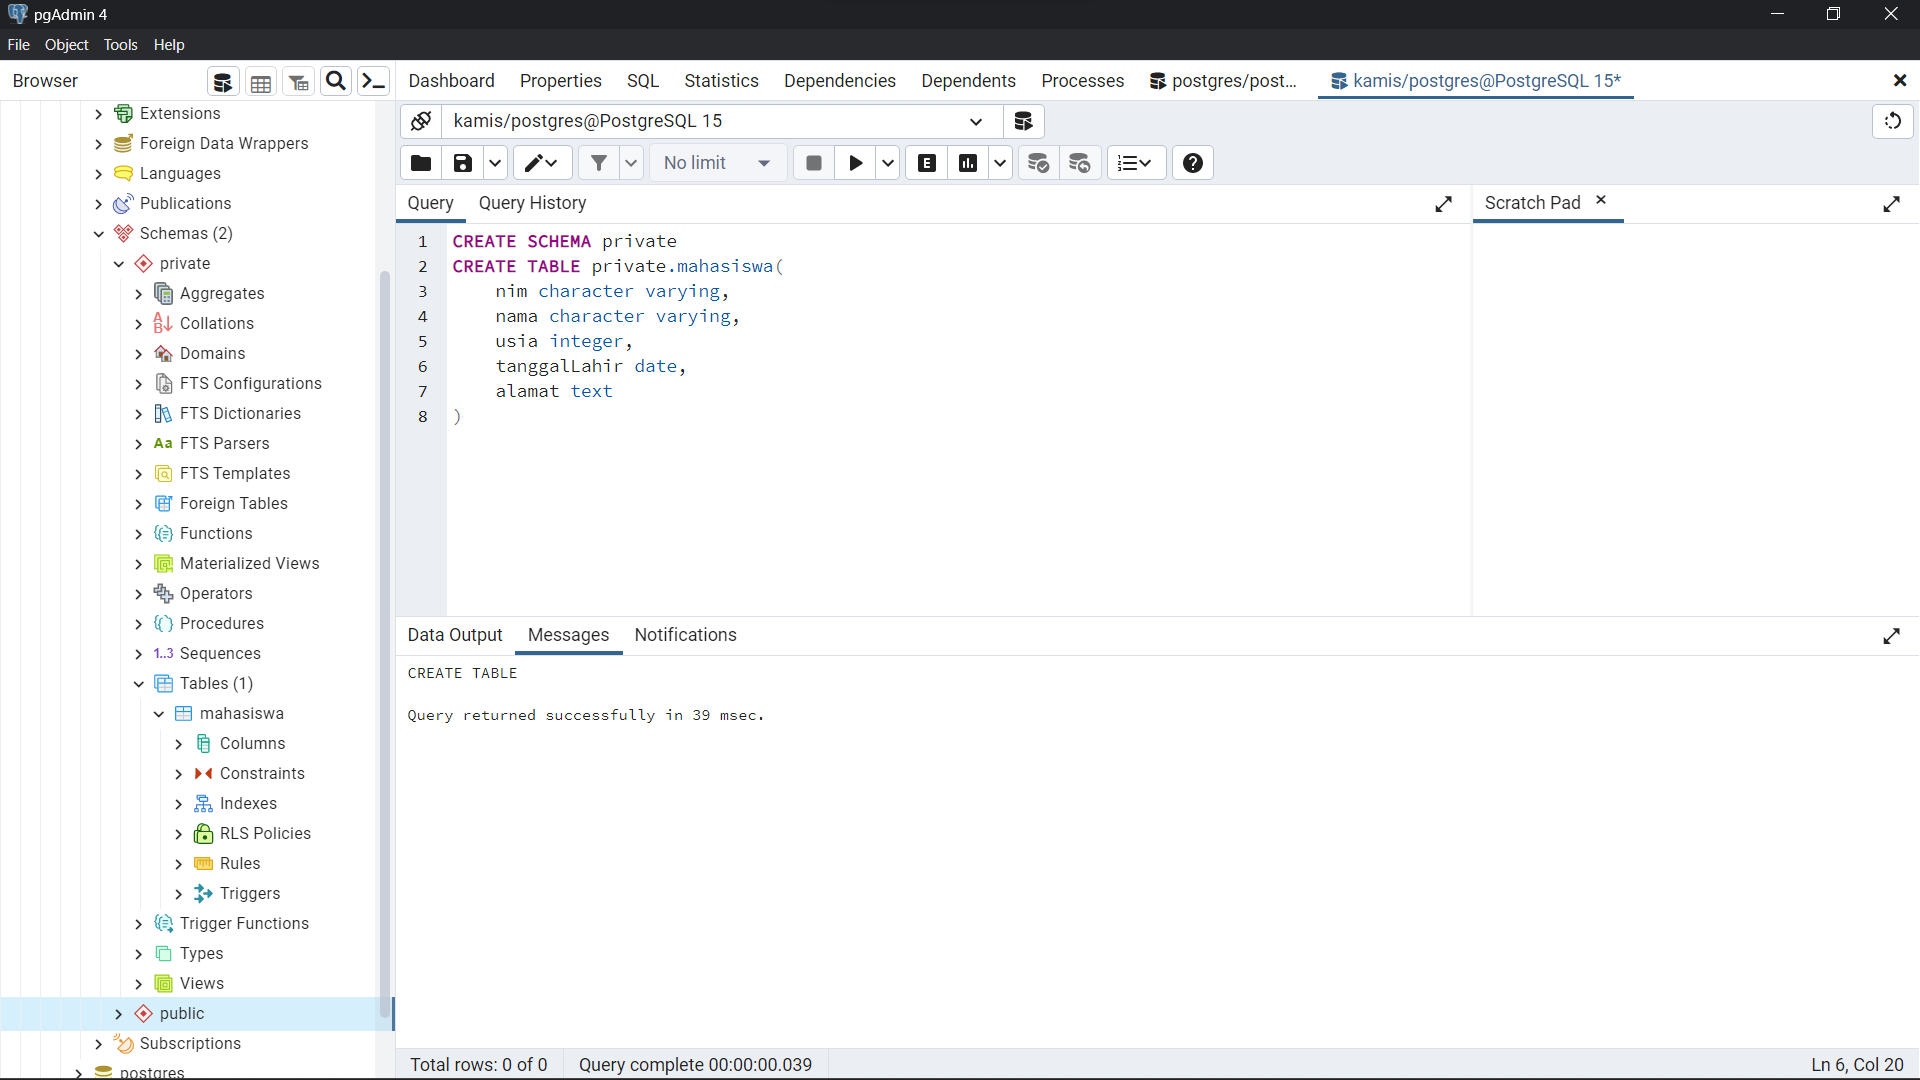 pgAdmin 4
File Object Tools Help
Browser
Dashboard Properties SQL Statistics Dependencies Dependents Processes postgres/post... kamis/postgres@PostgreSQL 15*
kamis/postgres@PostgreSQL 15
No limit
E
Query Query History
Scratch Pad
Extensions
Foreign Data Wrappers
Languages
Publications
Schemas (2)
private
Aggregates
Collations
Domains
FTS Configurations
FTS Dictionaries
Aa FTS Parsers
FTS Templates
Foreign Tables
Functions
Materialized Views
Operators
Procedures
1..3 Sequences
Tables (1)
mahasiswa
Columns
Constraints
Indexes
RLS Policies
Rules
Triggers
Trigger Functions
Types
Views
public
Subscriptions
postgres
1 CREATE SCHEMA private
2 CREATE TABLE private.mahasiswa(
3 nim character varying,
4 nama character varying,
5 usia integer,
6 tanggalLahir date,
7 alamat text
8 )
Data Output Messages Notifications
CREATE TABLE
Query returned successfully in 39 msec.
Total rows: 0 of 0 Query complete 00:00:00.039 Ln 6, Col 20